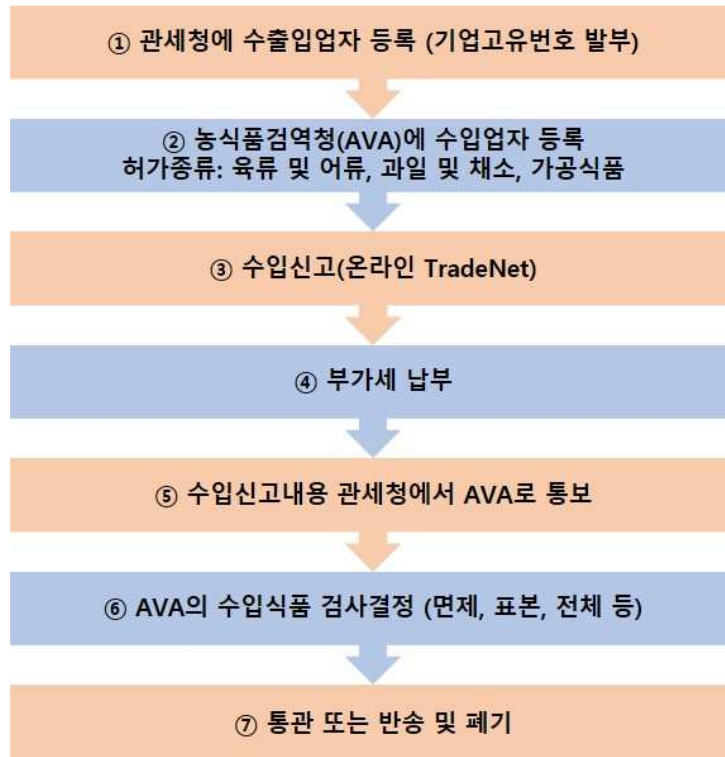 ① 관세청에 수출입업자 등록 (기업고유번호 발부)
② 농식품검역청(AVA)에 수입업자 등록
허가종류: 육류 및 어류, 과일 및 채소, 가공식품
③ 수입신고(온라인 TradeNet)
④ 부가세 납부
⑤ 수입신고내용 관세청에서 AVA로 통보
⑥ AVA의 수입식품 검사결정 (면제, 표본, 전체 등)
⑦ 통관 또는 반송 및 폐기